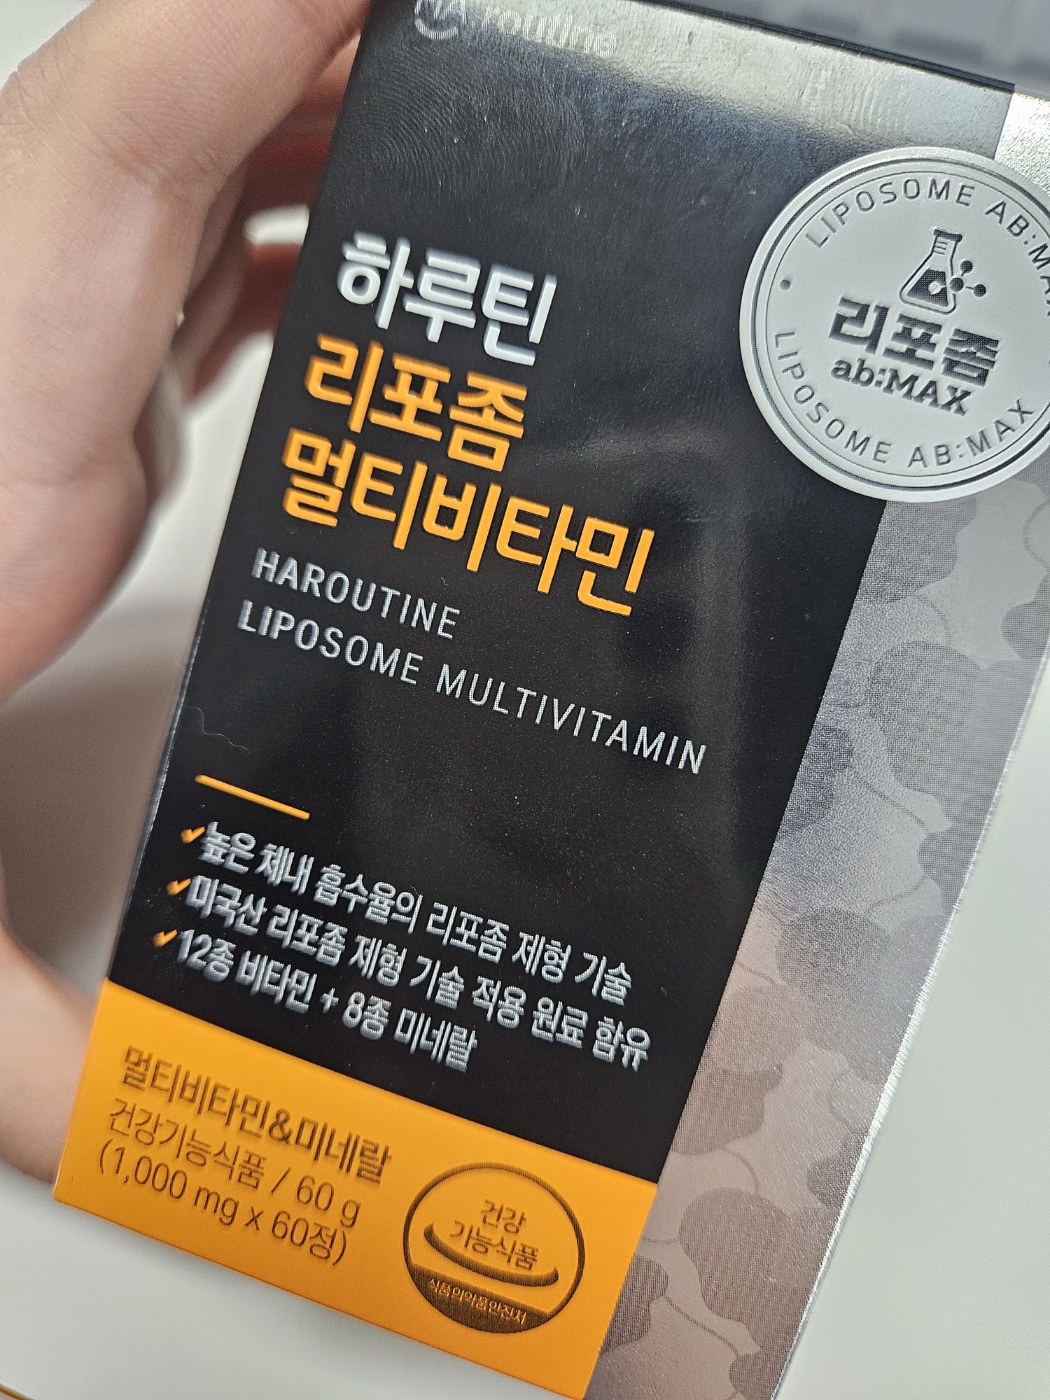 routine
하루틴
리포좀
멀티비타민
HAROUTINE
LIPOSOME MULTIVITAMIN
높은 체내 흡수율의 리포좀 제형 기술
미국산 리포좀 제형 기술 적용 원료 함유
12종 비타민 + 8종 미네랄
멀티비타민&미네랄
건강기능식품 / 60 g
(1,000 mg x 60정)
건강
기능식품
식품의약품안전처
LIPOSOME AB:MAX
리포좀
ab:MAX
LIPOSOME AB:MAX